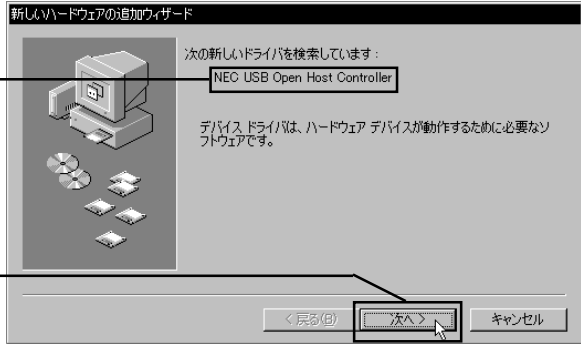 新しいハードウェアの追加ウィザード
次の新しいドライバを検索しています：
NEC USB Open Host Controller
デバイス ドライバは、ハードウェア デバイスが動作するために必要なソ
フトウェアです。
< 戻る(B)
次へ >
キャンセル